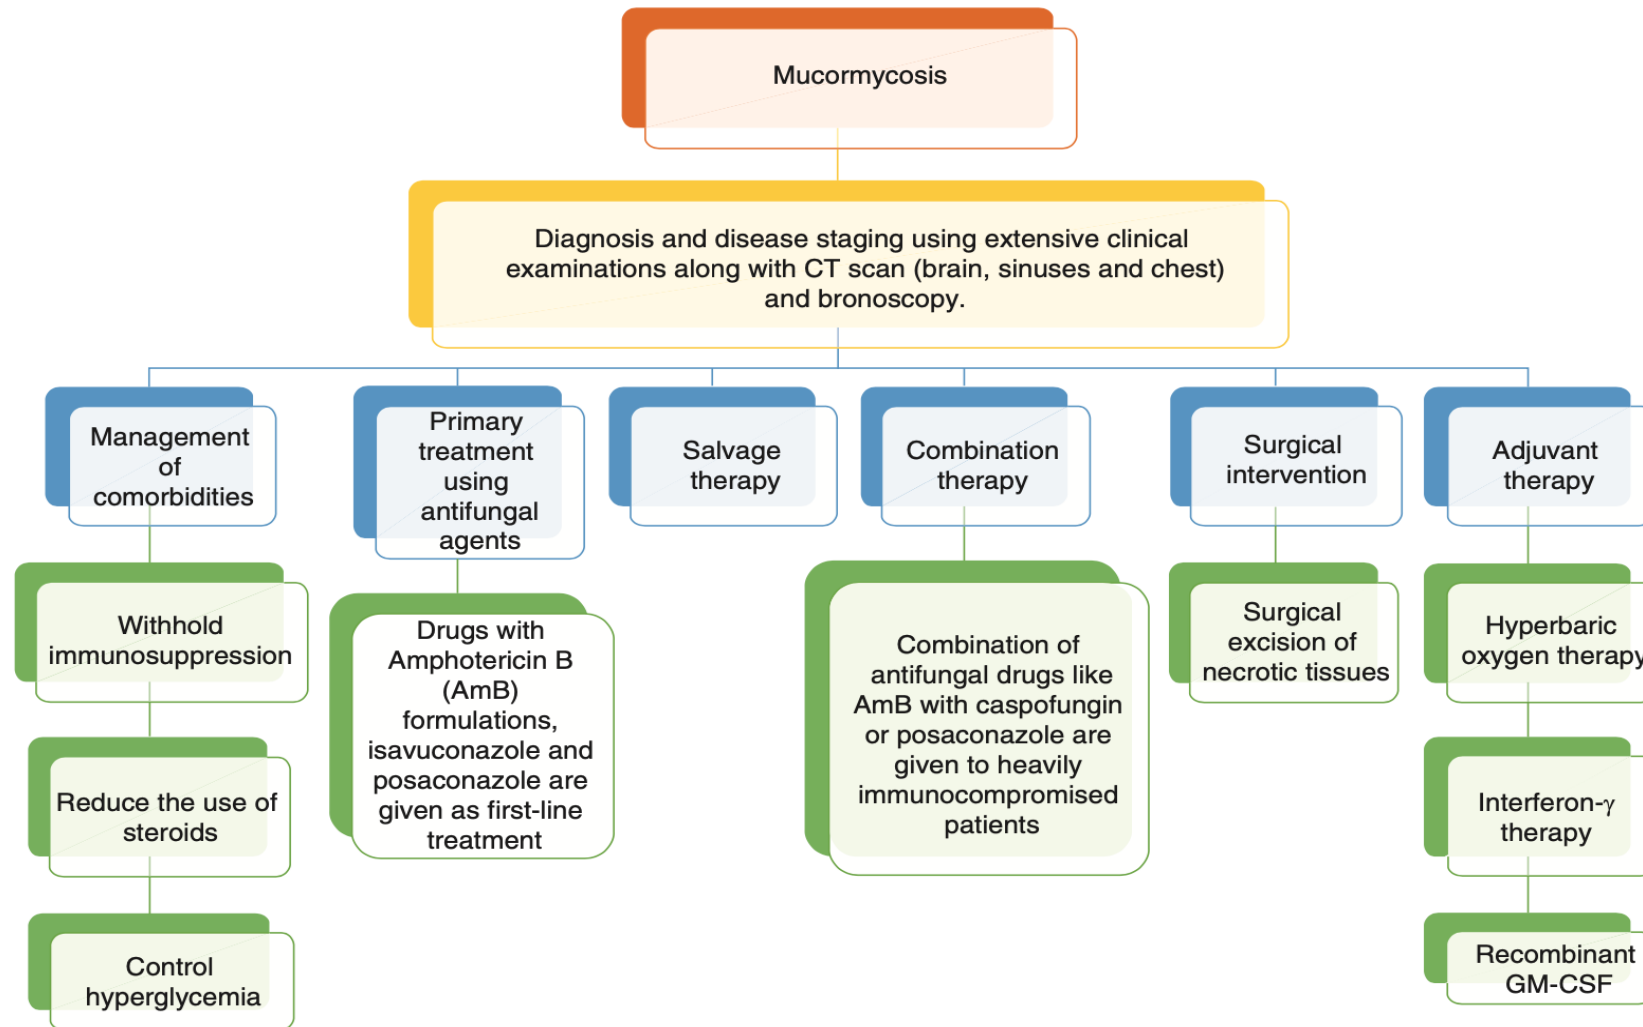 Mucormycosis
Diagnosis and disease staging using extensive clinical
examinations along with CT scan (brain, sinuses and chest)
and bronoscopy.
Management
of
comorbidities
Primary
treatment
using
antifungal
agents
Salvage
therapy
Combination
therapy
Surgical
intervention
Adjuvant
therapy
Withhold
immunosuppression
Reduce the use of
steroids
Control
hyperglycemia
Drugs with
Amphotericin B
(AmB)
formulations,
isavuconazole and
posaconazole are
given as first-line
treatment
Combination of
antifungal drugs like
AmB with caspofungin
or posaconazole are
given to heavily
immunocompromised
patients
Surgical
excision of
necrotic tissues
Hyperbaric
oxygen therapy
Interferon-γ
therapy
Recombinant
GM-CSF